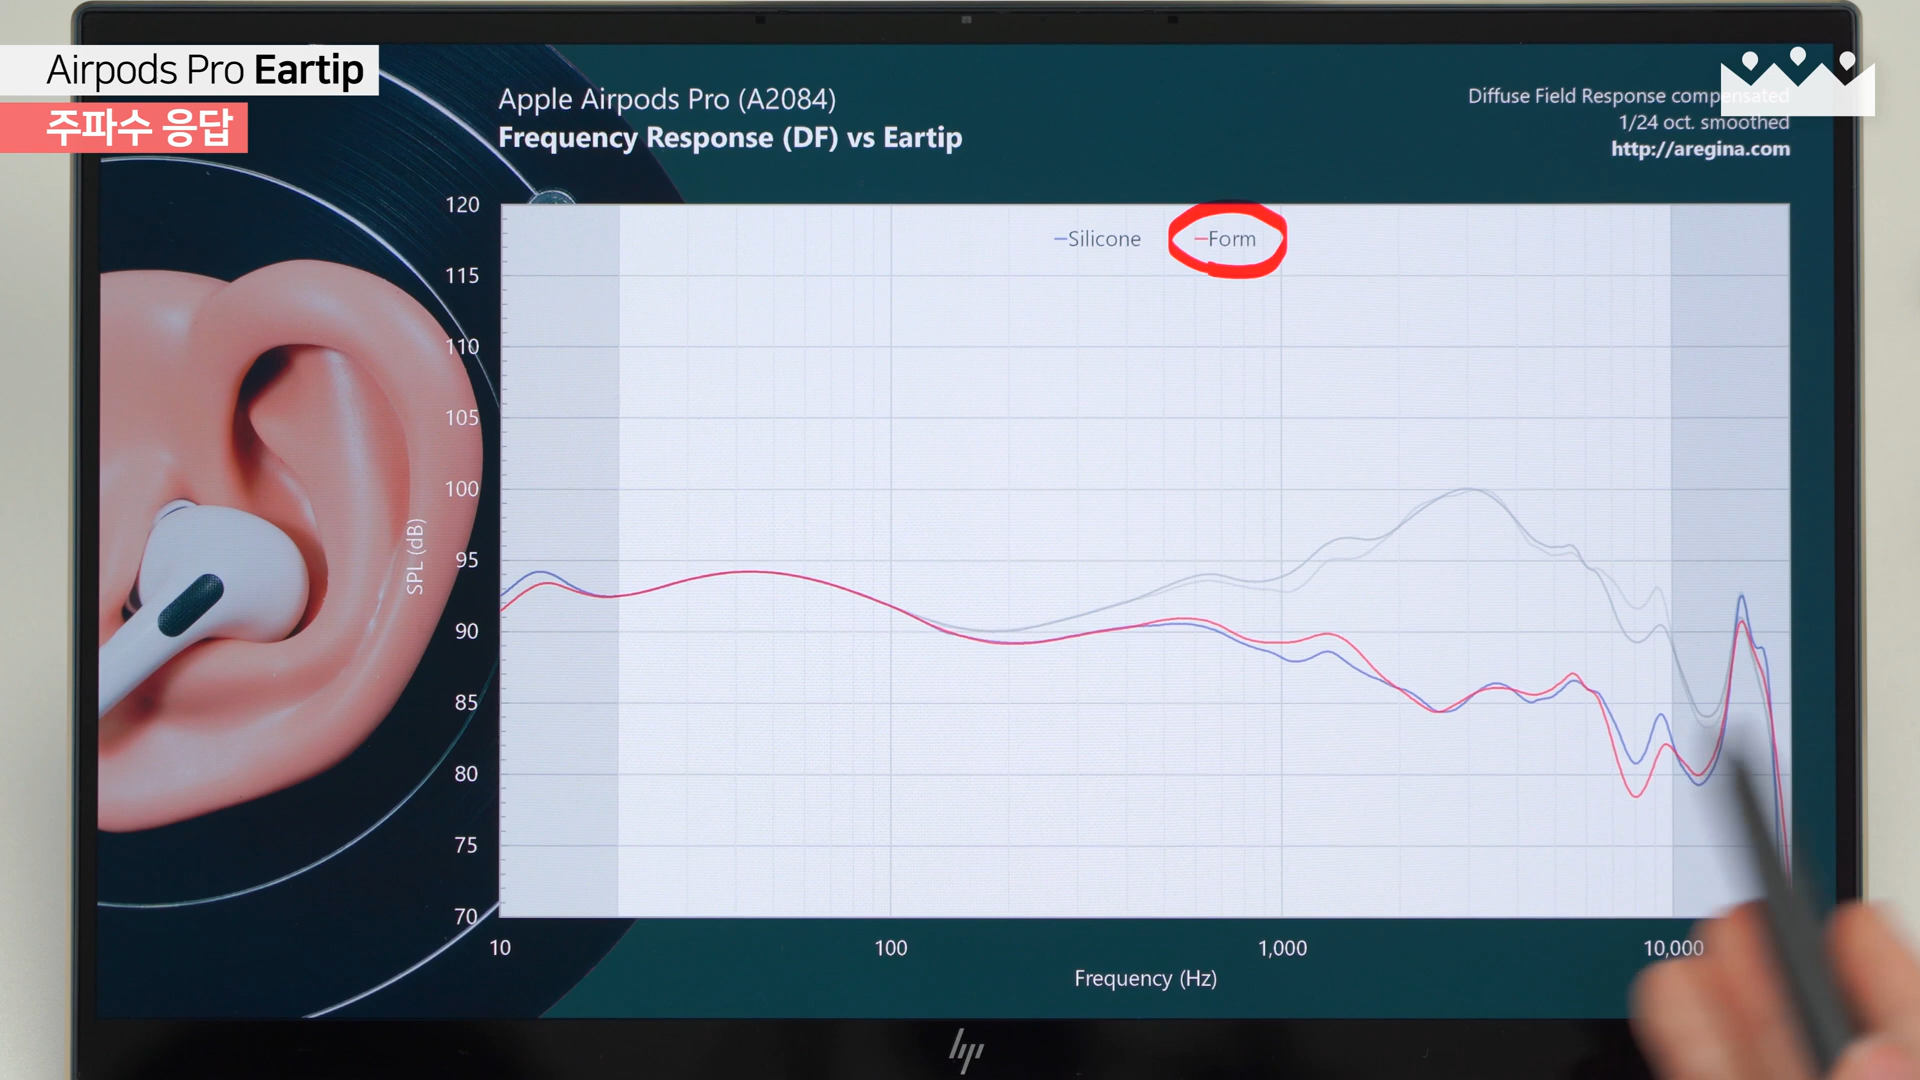 Airpods Pro Eartip
주파수 응답
Apple Airpods Pro (A2084)
Frequency Response (DF) vs Eartip
Diffuse Field Response compensated
1/24 oct. smoothed
http://aregina.com
Silicone
Form
120
115
110
105
100
95
90
85
80
75
70
SPL (dB)
10
100
1,000
10,000
Frequency (Hz)
hp